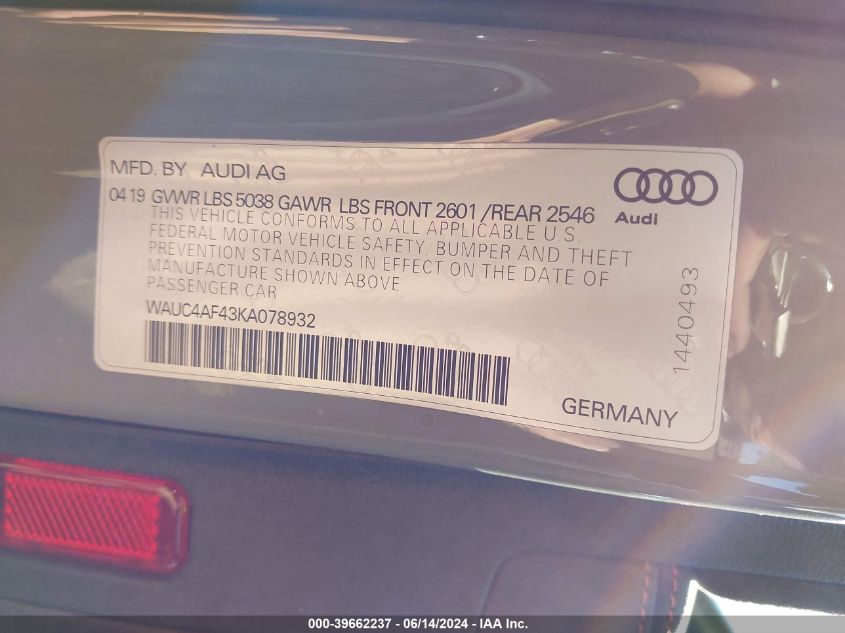 MFD. BY AUDI AG
04 19 GVWR LBS 5038 GAWR LBS FRONT 2601 /REAR 2546
THIS VEHICLE CONFORMS TO ALL APPLICABLE U.S.
FEDERAL MOTOR VEHICLE SAFETY, BUMPER AND THEFT
PREVENTION STANDARDS IN EFFECT ON THE DATE OF
MANUFACTURE SHOWN ABOVE
PASSENGER CAR
WAUC4AF43KA078932
GERMANY
Audi
1440493
000-39662237 - 06/14/2024 - IAA Inc.